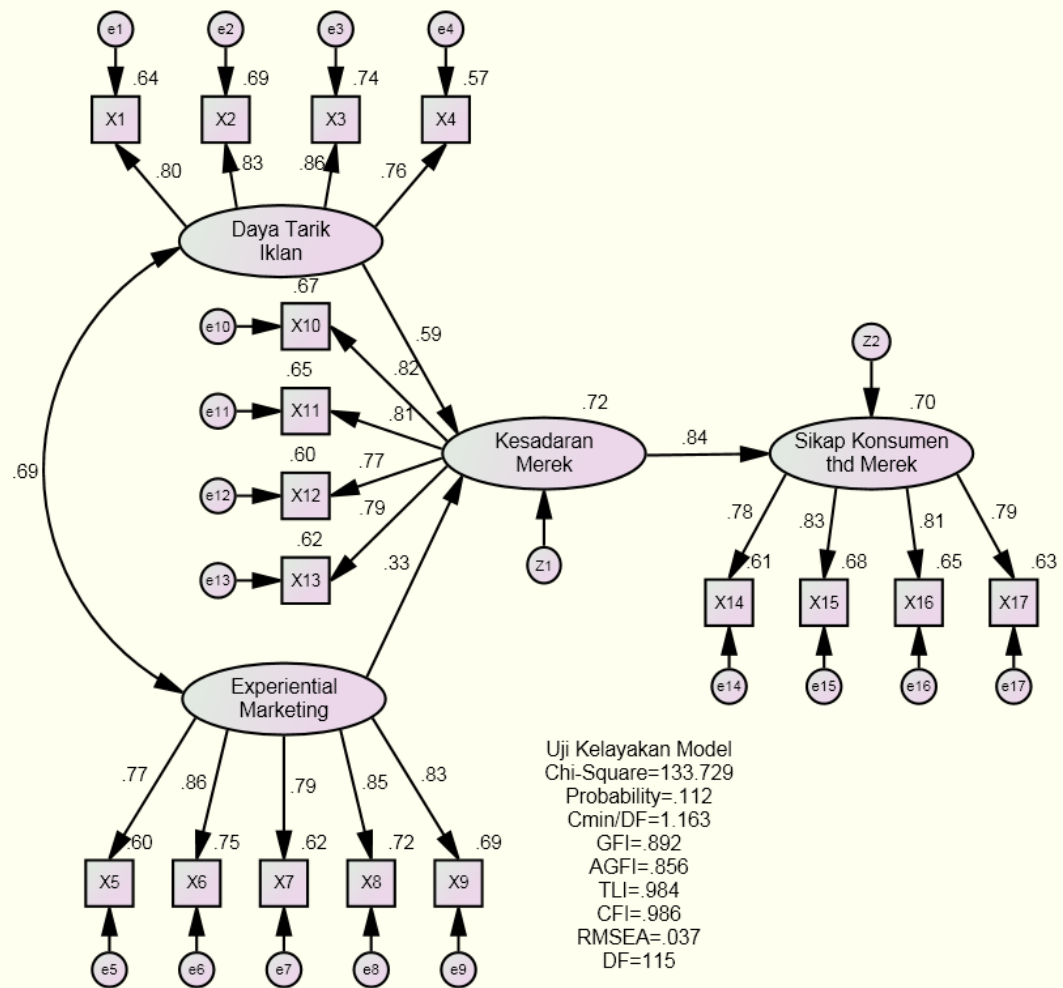 e1 e2 e3 e4
.64 .69 .74 .57
X1 X2 X3 X4
.80 .83 .86 .76
Daya Tarik
Iklan
.67
e10 X10
.59
.82
.65
e11 X11
.81
.60
e12 X12
.77
.79
.62
e13 X13
.33
.69
Kesadaran
Merek
.72
Z1
.84
Z2
.70
Sikap Konsumen
thd Merek
.78 .83 .81 .79
.61 .68 .65 .63
X14 X15 X16 X17
e14 e15 e16 e17
Experiential
Marketing
.77 .86 .79 .85 .83
.60 .75 .62 .72 .69
X5 X6 X7 X8 X9
e5 e6 e7 e8 e9
Uji Kelayakan Model
Chi-Square=133.729
Probability=.112
Cmin/DF=1.163
GFI=.892
AGFI=.856
TLI=.984
CFI=.986
RMSEA=.037
DF=115